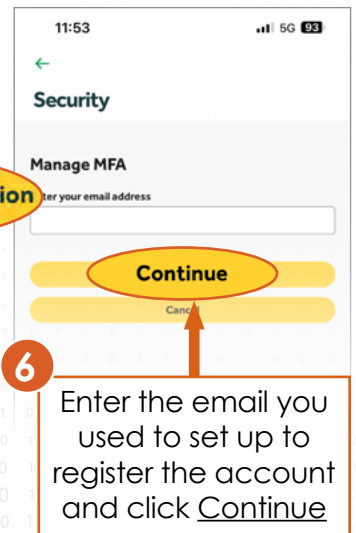 11:53 5G 93
←
Security
Manage MFA
ion ter your email address
Continue
Cancel
6
Enter the email you
used to set up to
register the account
and click Continue